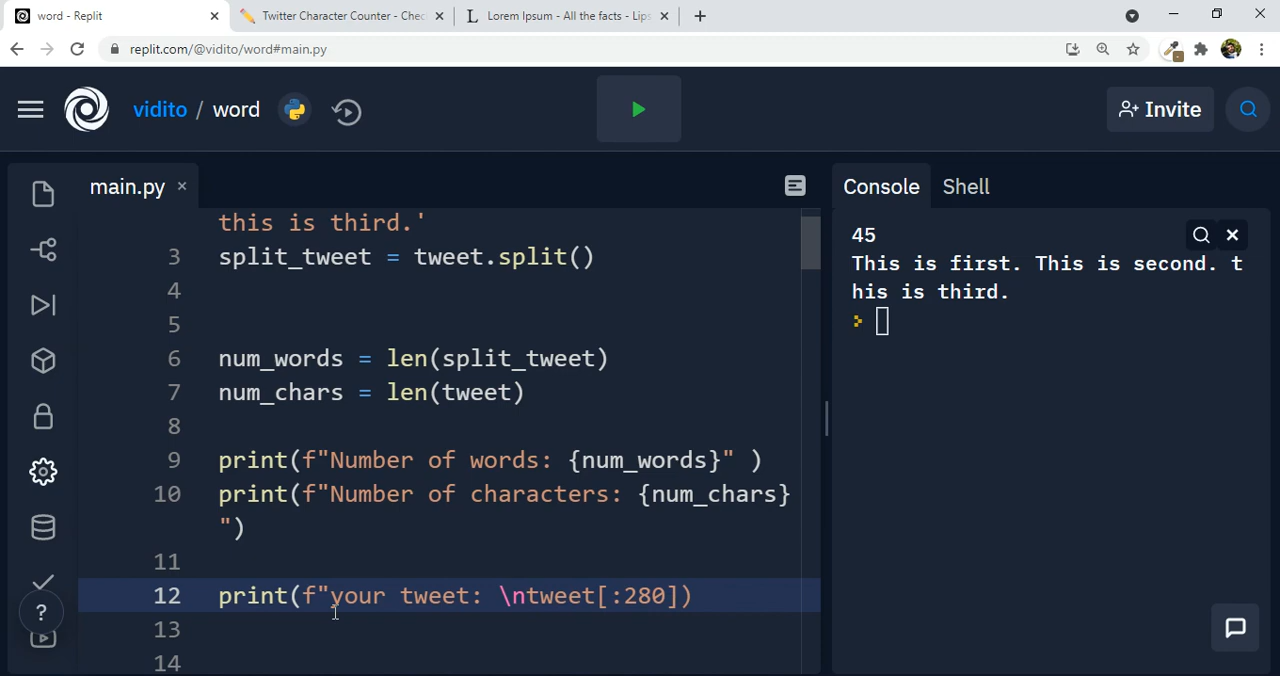 word - Replit
Twitter Character Counter - Chec
Lorem Ipsum - All the facts - Lips
replit.com/@vidito/word#main.py
vidito / word
Invite
main.py
Console
Shell
this is third.'
3 split_tweet = tweet.split()
4
5
6 num_words = len(split_tweet)
7 num_chars = len(tweet)
8
9 print(f"Number of words: {num_words}" )
10 print(f"Number of characters: {num_chars}
")
11
12 print(f"your tweet: \ntweet[:280])
13
14
?
45
This is first. This is second. t
his is third.